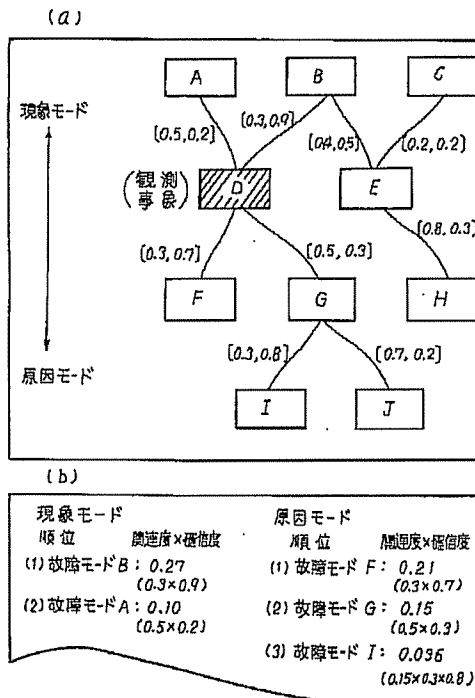 (a)
A
B
C
現象モード
[0.5, 0.2]
[0.3, 0.9]
[0.4, 0.5]
[0.2, 0.2]
(観測事象)
D
E
[0.3, 0.7]
[0.5, 0.3]
[0.8, 0.3]
F
G
H
[0.3, 0.8]
[0.7, 0.2]
原因モード
I
J
(b)
現象モード
順位 関連度×確信度
(1) 故障モード B : 0.27
(0.3×0.9)
(2) 故障モード A : 0.10
(0.5×0.2)
原因モード
順位 関連度×確信度
(1) 故障モード F : 0.21
(0.3×0.7)
(2) 故障モード G : 0.15
(0.5×0.3)
(3) 故障モード I : 0.036
(0.15×0.3×0.8)